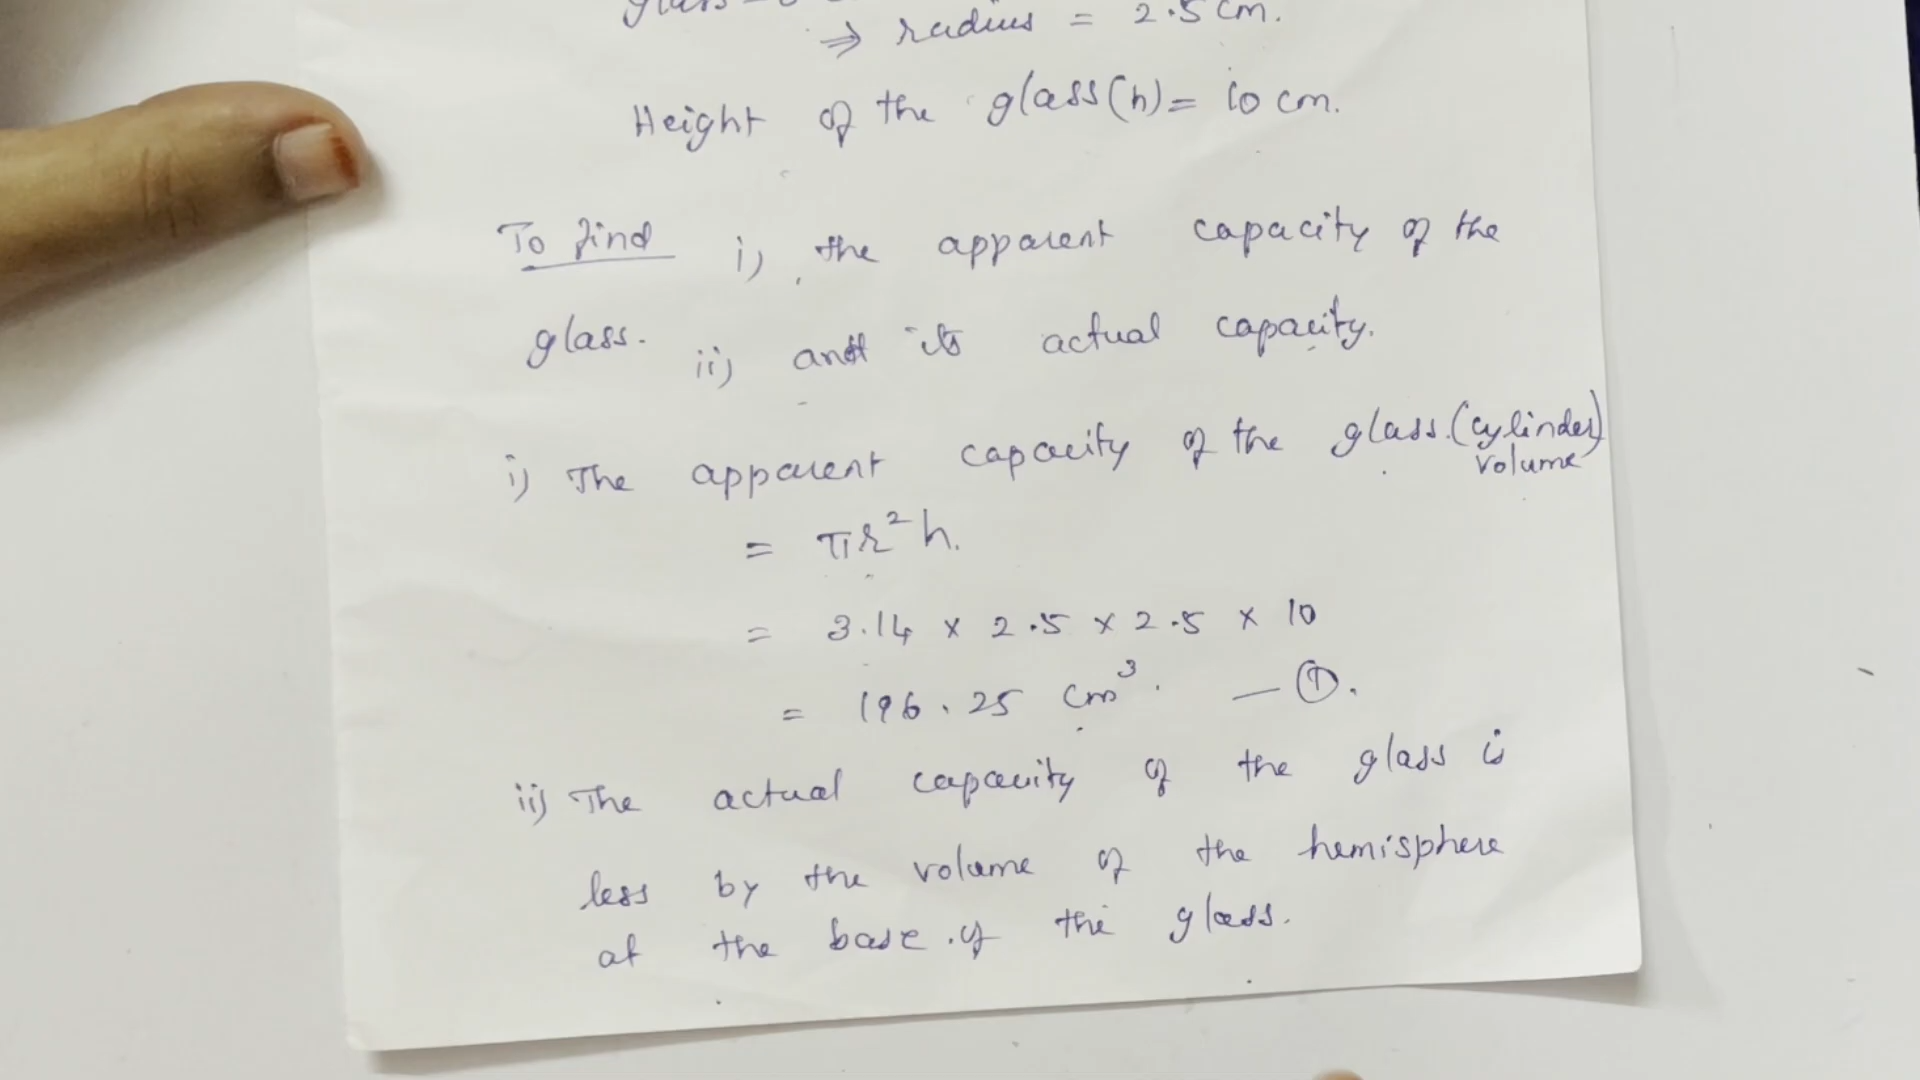 ⇒ radius = 2.5 cm.
Height of the glass (h) = 10 cm.
To find i) the apparent capacity of the
glass. ii) and its actual capacity.
i) The apparent capacity of the glass. (cylinder)
volume
= πr²h.
= 3.14 × 2.5 × 2.5 × 10
= 196.25 cm³. — ①.
ii) The actual capacity of the glass is
less by the volume of the hemisphere
at the base of the glass.